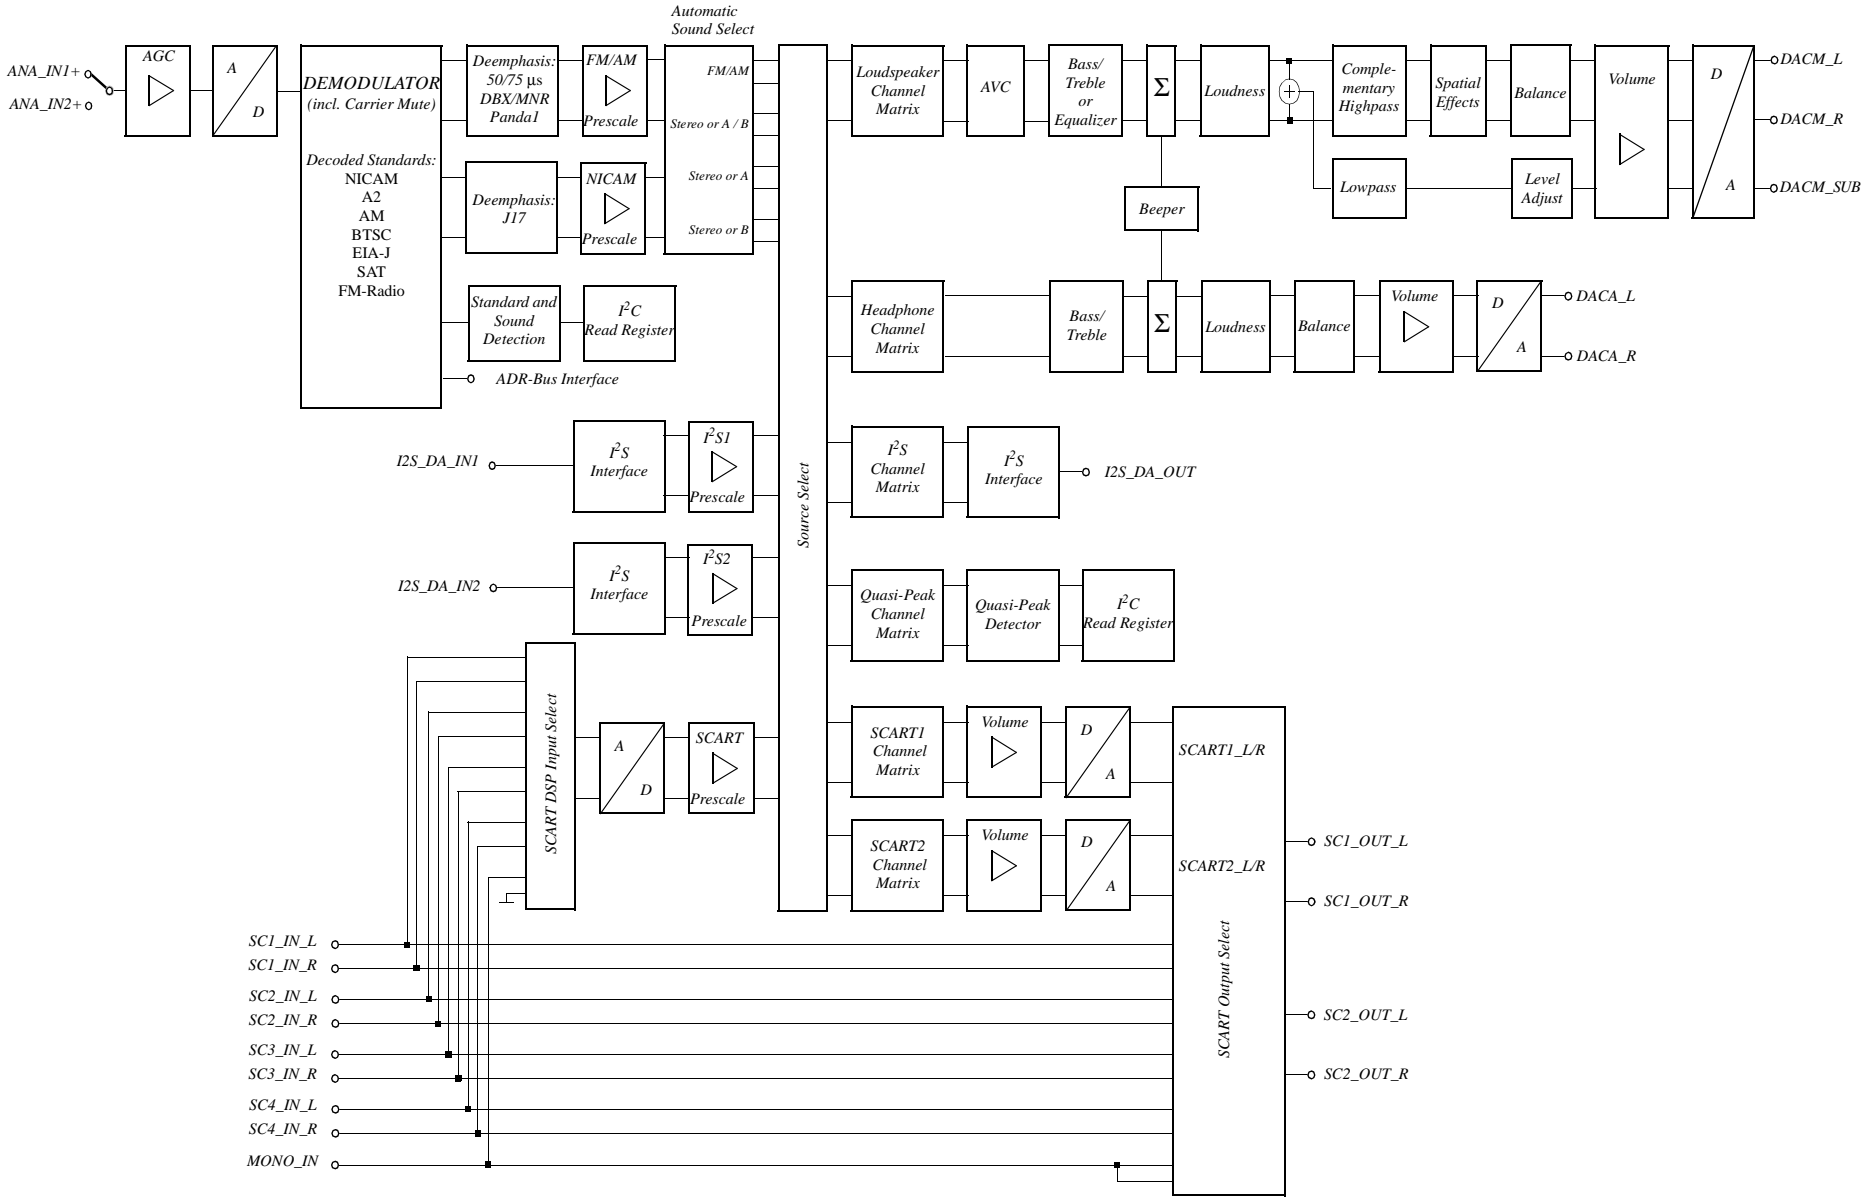 Automatic
Sound Select
ANA_IN1+
ANA_IN2+
AGC
A
D
DEMODULATOR
(incl. Carrier Mute)
Decoded Standards:
NICAM
A2
AM
BTSC
EIA-J
SAT
FM-Radio
Deemphasis:
50/75 µs
DBX/MNR
Panda1
FM/AM
Prescale
Deemphasis:
J17
NICAM
Prescale
FM/AM
Stereo or A / B
Stereo or A
Stereo or B
Standard and
Sound
Detection
I²C
Read Register
ADR-Bus Interface
I2S_DA_IN1
I²S
Interface
I²S1
Prescale
I2S_DA_IN2
I²S
Interface
I²S2
Prescale
SCART DSP Input Select
A
D
SCART
Prescale
Source Select
Loudspeaker
Channel
Matrix
AVC
Bass/
Treble
or
Equalizer
Σ
Loudness
Comple-
mentary
Highpass
Spatial
Effects
Balance
Volume
D
A
DACM_L
DACM_R
DACM_SUB
Beeper
Lowpass
Level
Adjust
Headphone
Channel
Matrix
Bass/
Treble
Σ
Loudness
Balance
Volume
D
A
DACA_L
DACA_R
I²S
Channel
Matrix
I²S
Interface
I2S_DA_OUT
Quasi-Peak
Channel
Matrix
Quasi-Peak
Detector
I²C
Read Register
SCART1
Channel
Matrix
Volume
D
A
SCART1_L/R
SCART2
Channel
Matrix
Volume
D
A
SCART2_L/R
SCART Output Select
SC1_OUT_L
SC1_OUT_R
SC2_OUT_L
SC2_OUT_R
SC1_IN_L
SC1_IN_R
SC2_IN_L
SC2_IN_R
SC3_IN_L
SC3_IN_R
SC4_IN_L
SC4_IN_R
MONO_IN